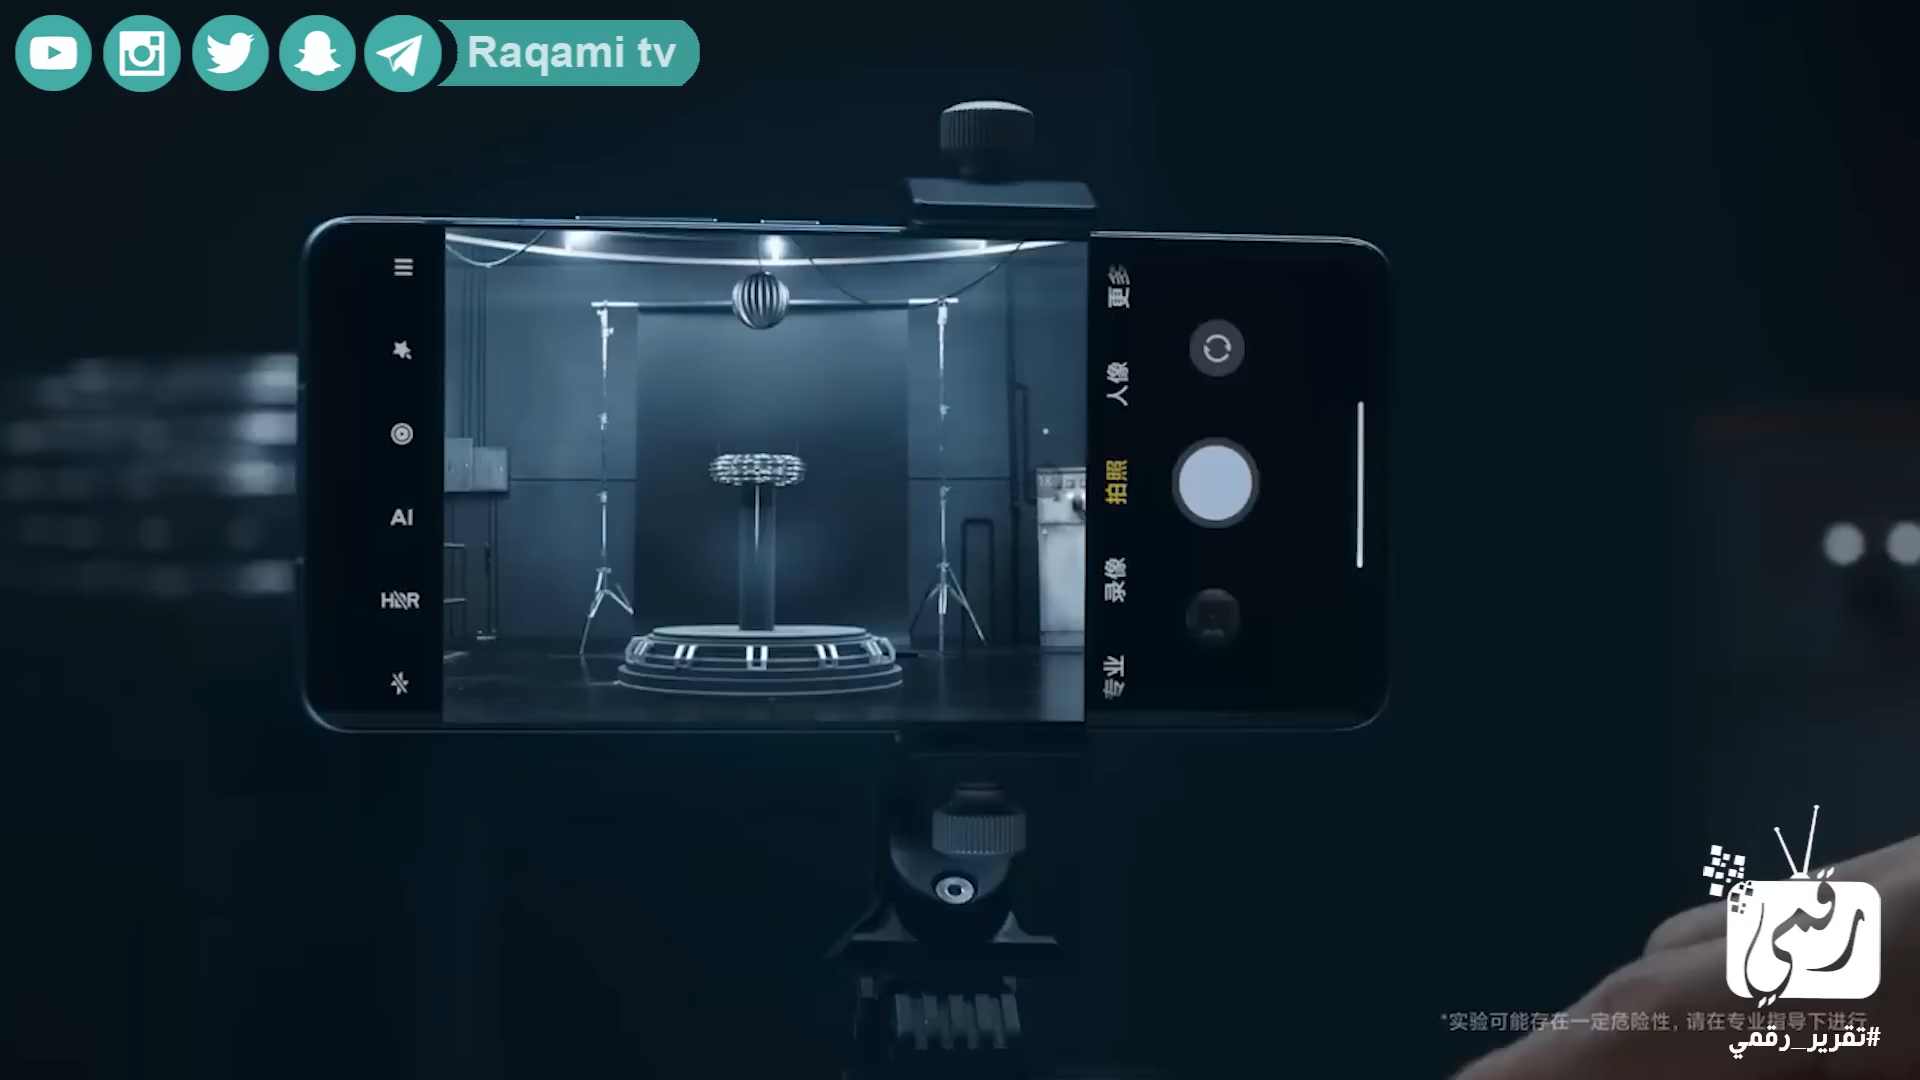 Raqami tv
更多
人像
拍照
录像
专业
AI
HDR
1X
رقمي
*实验可能存在一定危险性，请在专业指导下进行
#تقرير_رقمي